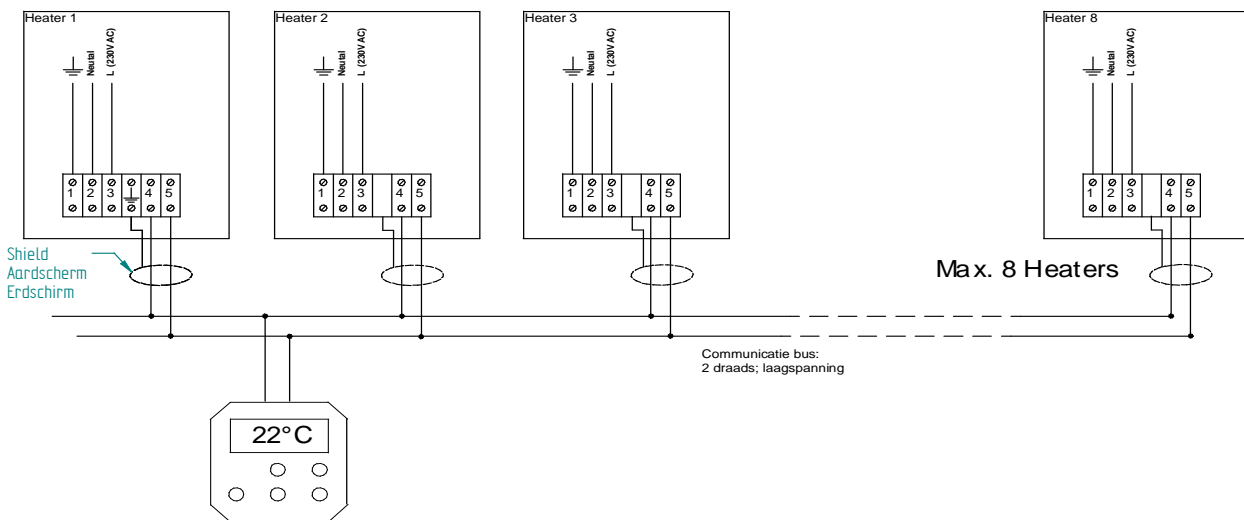 Heater 1
Heater 2
Heater 3
Heater 8
Neutal
L (230V AC)
Neutal
L (230V AC)
Neutal
L (230V AC)
Neutal
L (230V AC)
1 2 3 4 5
1 2 3 4 5
1 2 3 4 5
1 2 3 4 5
Shield
Aardscherm
Erdschirm
Max. 8 Heaters
Communicatie bus:
2 draads; laagspanning
22°C